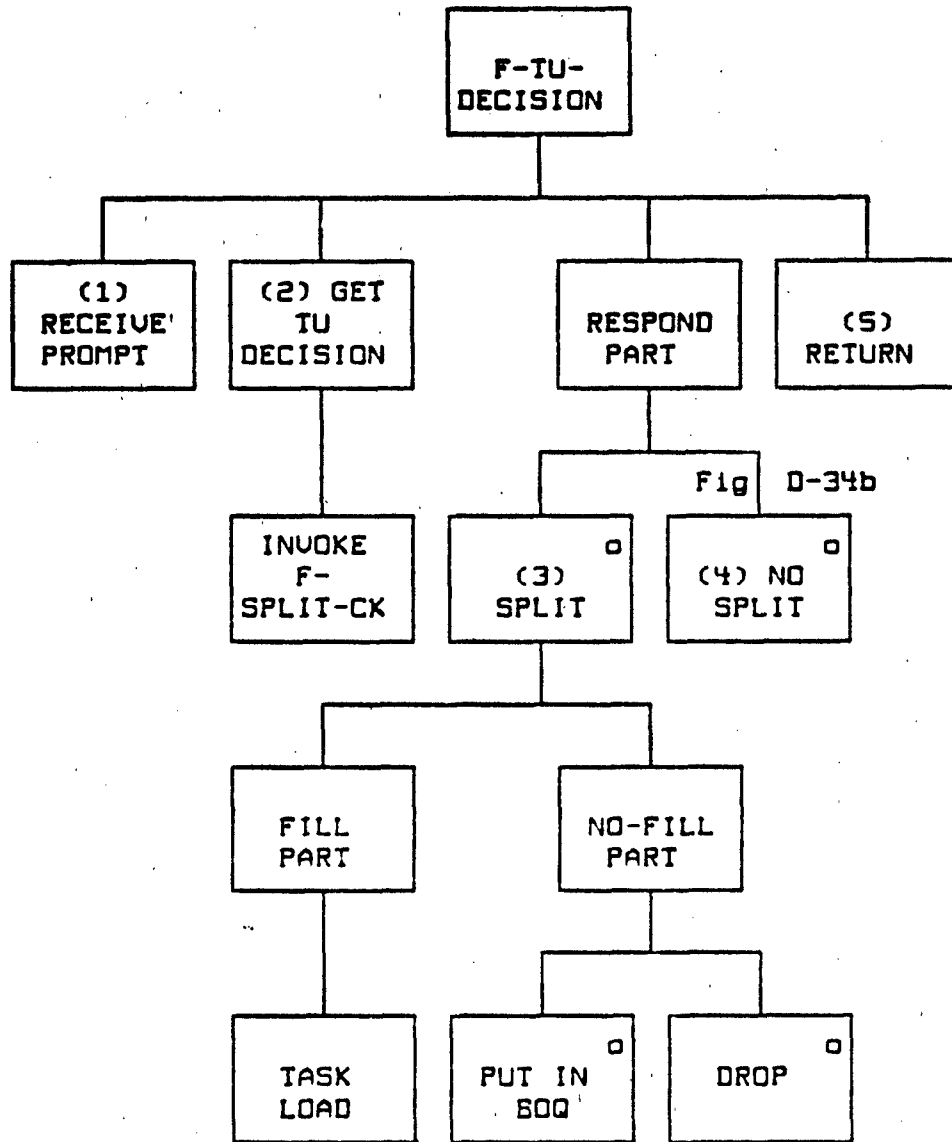 F-TU-
DECISION
(1)
RECEIVE
PROMPT
(2) GET
TU
DECISION
RESPOND
PART
(5)
RETURN
Fig D-34b
INVOKE
F-
SPLIT-CK
(3)
SPLIT
(4) NO
SPLIT
FILL
PART
NO-FILL
PART
TASK
LOAD
PUT IN
DROP